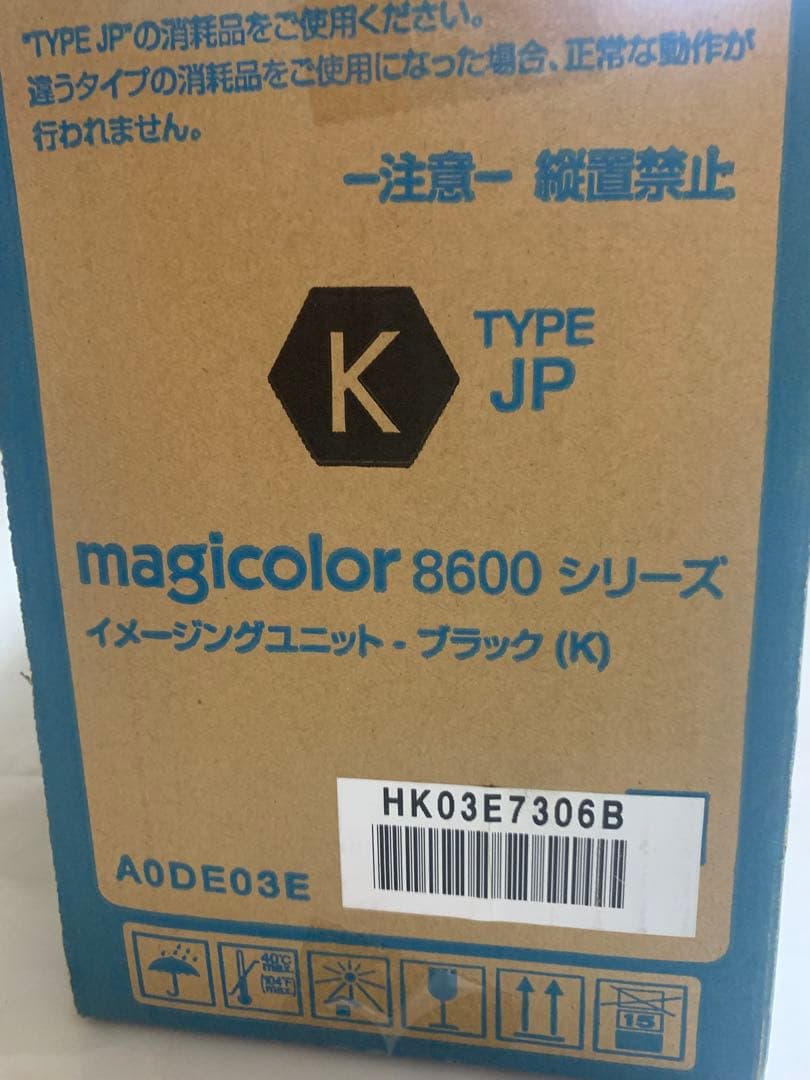 "TYPE JP"の消耗品をご使用ください。
違うタイプの消耗品をご使用になった場合、正常な動作が
行われません。
ー注意ー 縦置禁止
K
TYPE
JP
magicolor 8600 シリーズ
イメージングユニット - ブラック (K)
HK03E7306B
A0DE03E
40℃
max.
104°F
max.
15